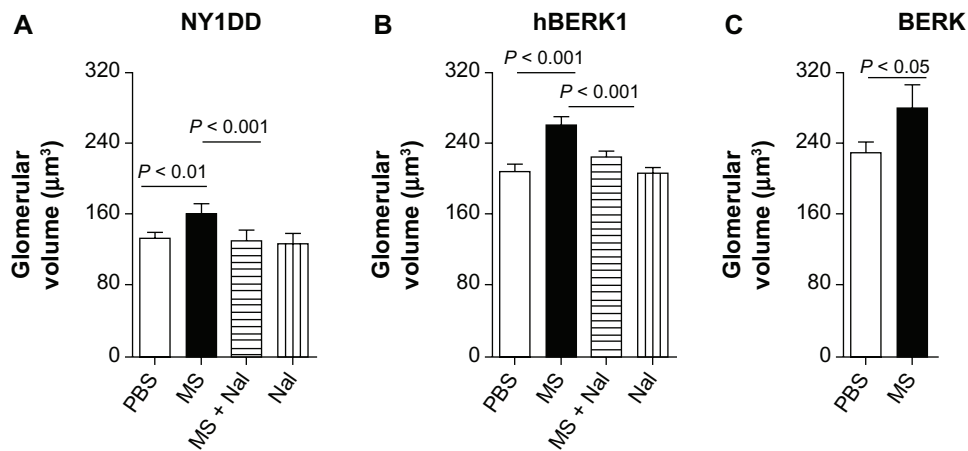 A
NY1DD
Glomerular
volume (μm³)
320
240
160
80
0
P < 0.01
P < 0.001
PBS
MS
MS + Nal
Nal
B
hBERK1
Glomerular
volume (μm³)
320
240
160
80
0
P < 0.001
P < 0.001
PBS
MS
MS + Nal
Nal
C
BERK
Glomerular
volume (μm³)
320
240
160
80
0
P < 0.05
PBS
MS